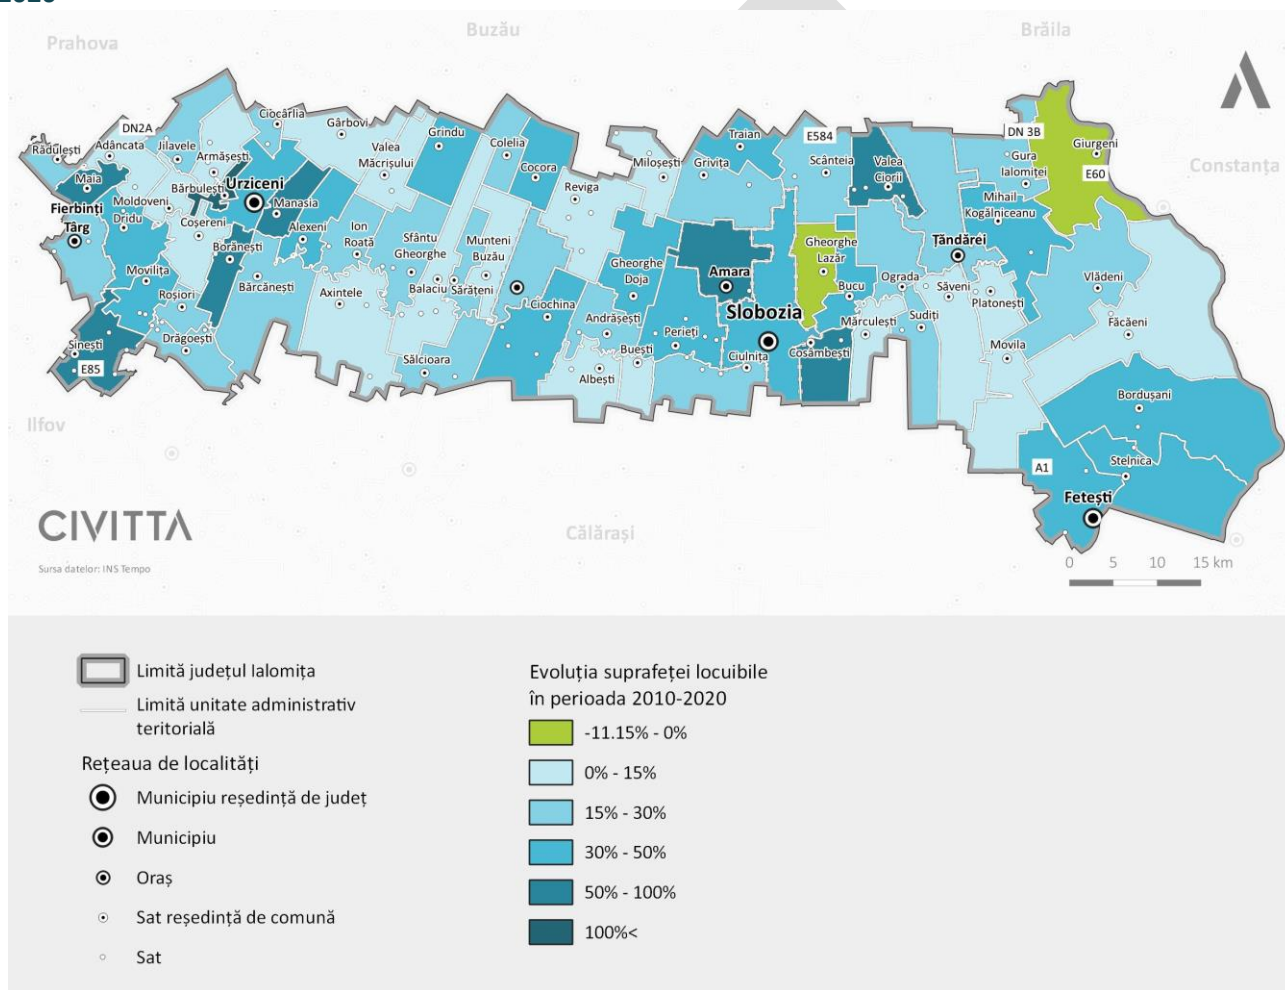 Prahova
Buzău
Brăila
DN2A
Ciocârlia
Gârbovi
Grindu
Colelia
Traian
E584
DN 3B
Giurgeni
Rădulești
Adâncata
Jilavele
Armășești
Valea
Măcrișului
Cocora
Miloșești
Grivița
Scânteia
Valea
Ciorii
Gura
Ialomiței
E60
Constanța
Maia
Bărbulești
Urziceni
Reviga
Mihail
Kogălniceanu
Fierbinți
Târg
Moldoveni
Dridu
Coșereni
Manasia
Alexeni
Ion
Roată
Sfântu
Gheorghe
Munteni
Buzău
Gheorghe
Lazăr
Țăndărei
Movilița
Borănești
Bărcănești
Axintele
Balaciu
Sărățeni
Gheorghe
Doja
Amara
Bucu
Ograda
Săveni
Platonești
Vlădeni
Roșiori
Ciochina
Andrășești
Slobozia
Mărculești
Sudiți
Făcăeni
Sinești
Drăgoești
Perieți
Sălcioara
Buești
Ciulnița
Cosâmbești
Movila
E85
Albești
Bordușani
Ilfov
A1
Stelnica
Fetești
CIVITTA
Călărași
Sursa datelor: INS Tempo
0 5 10 15 km
Limită județul Ialomița
Limită unitate administrativ
teritorială
Rețeaua de localități
Municipiu reședință de județ
Municipiu
Oraș
Sat reședință de comună
Sat
Evoluția suprafeței locuibile
în perioada 2010-2020
-11.15% - 0%
0% - 15%
15% - 30%
30% - 50%
50% - 100%
100%<